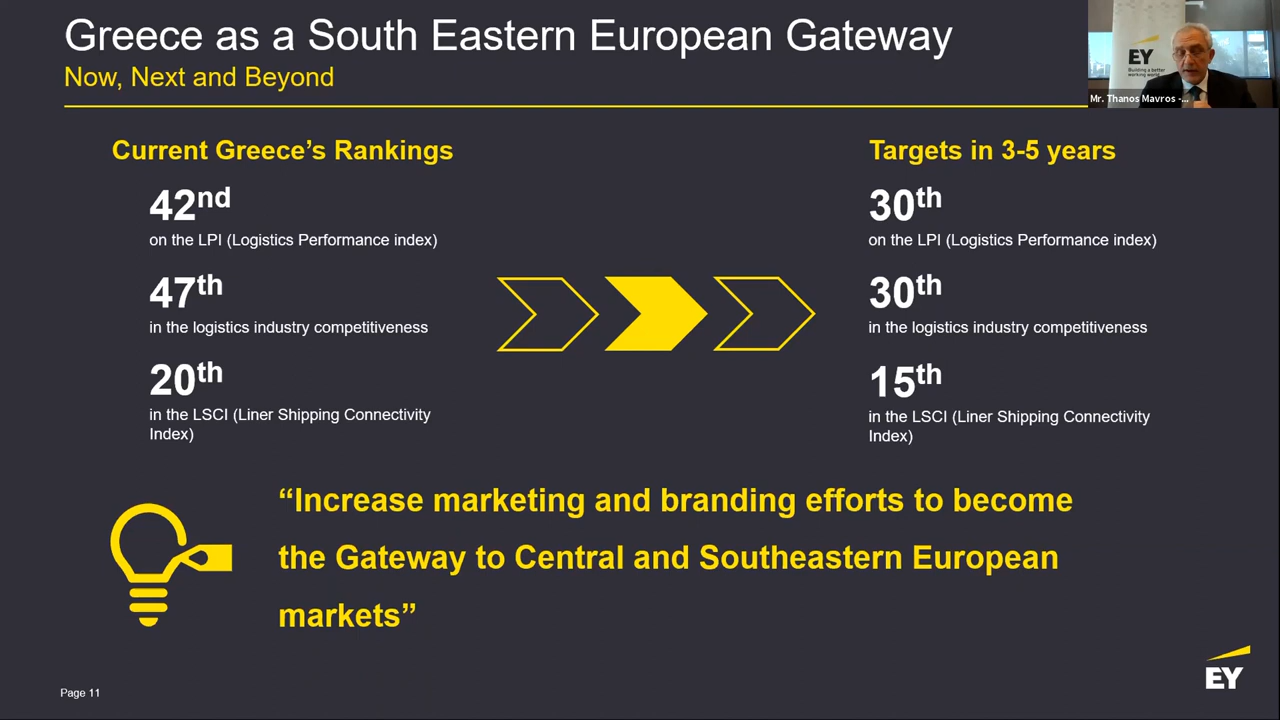 Greece as a South Eastern European Gateway
Now, Next and Beyond
EY
Building a better
working world
Mr. Thanos Mavros -...
Current Greece's Rankings
42nd
on the LPI (Logistics Performance index)
47th
in the logistics industry competitiveness
20th
in the LSCI (Liner Shipping Connectivity
Index)
Targets in 3-5 years
30th
on the LPI (Logistics Performance index)
30th
in the logistics industry competitiveness
15th
in the LSCI (Liner Shipping Connectivity
Index)
“Increase marketing and branding efforts to become
the Gateway to Central and Southeastern European
markets”
Page 11
EY